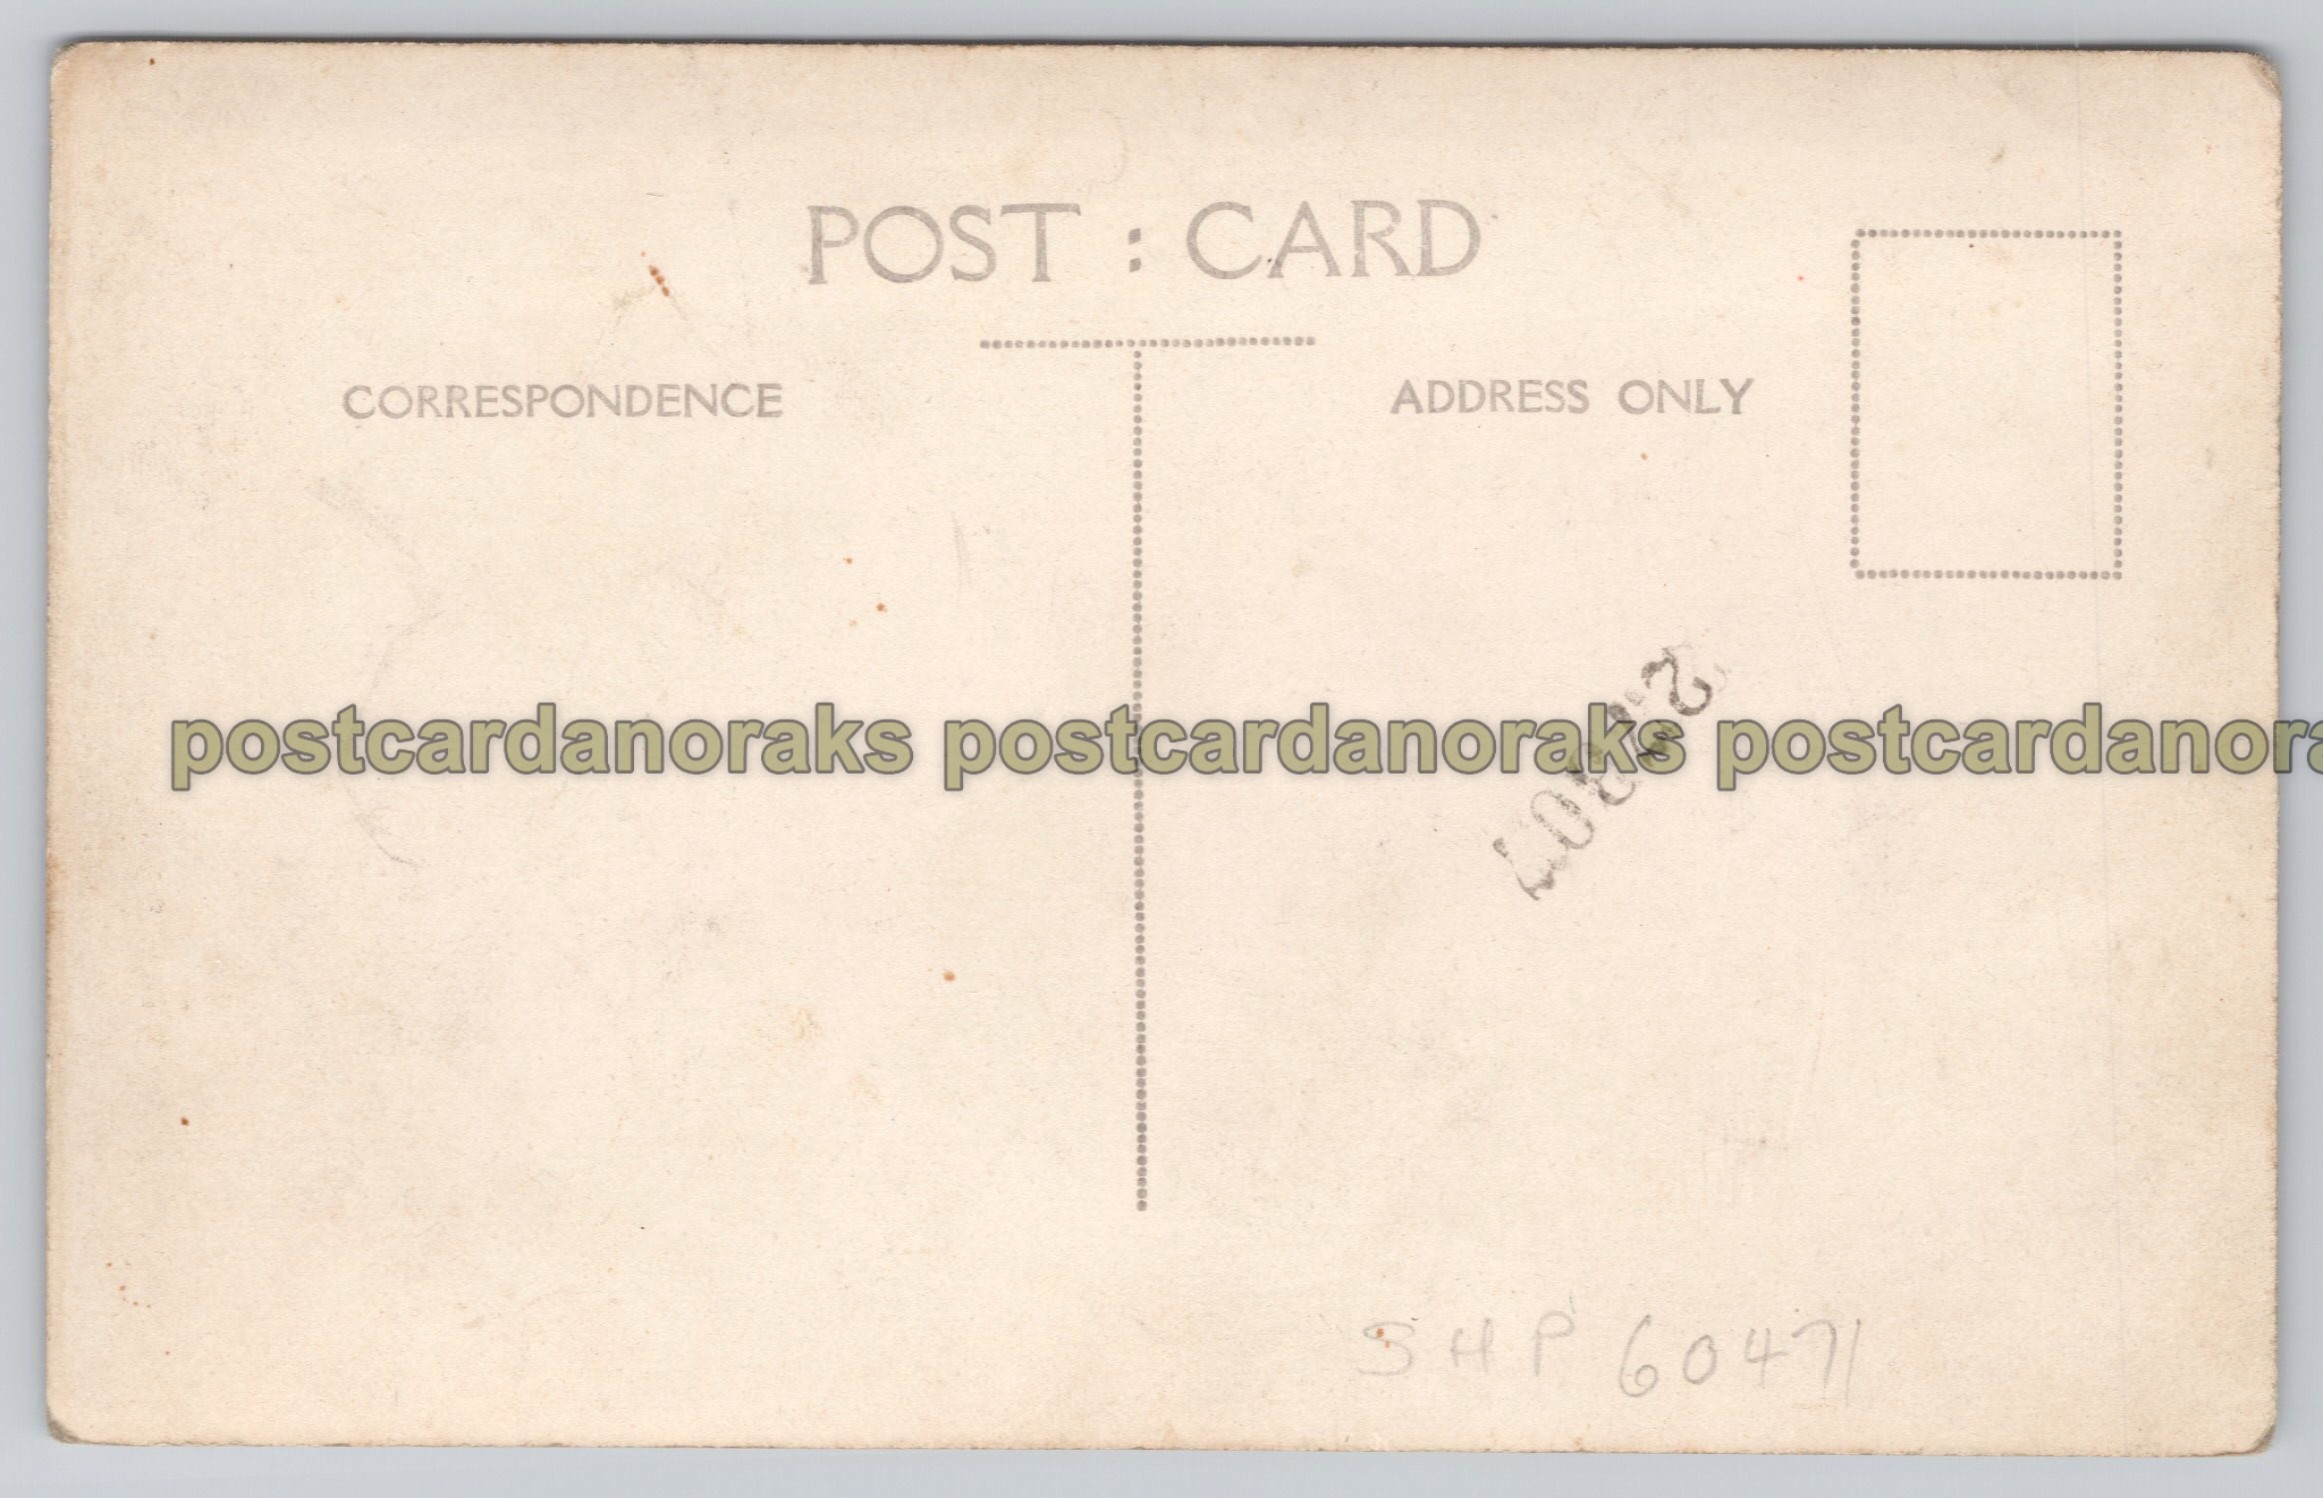 POST : CARD
CORRESPONDENCE
ADDRESS ONLY
postcardanoraks postcardanoraks postcardanora
SHP 60471